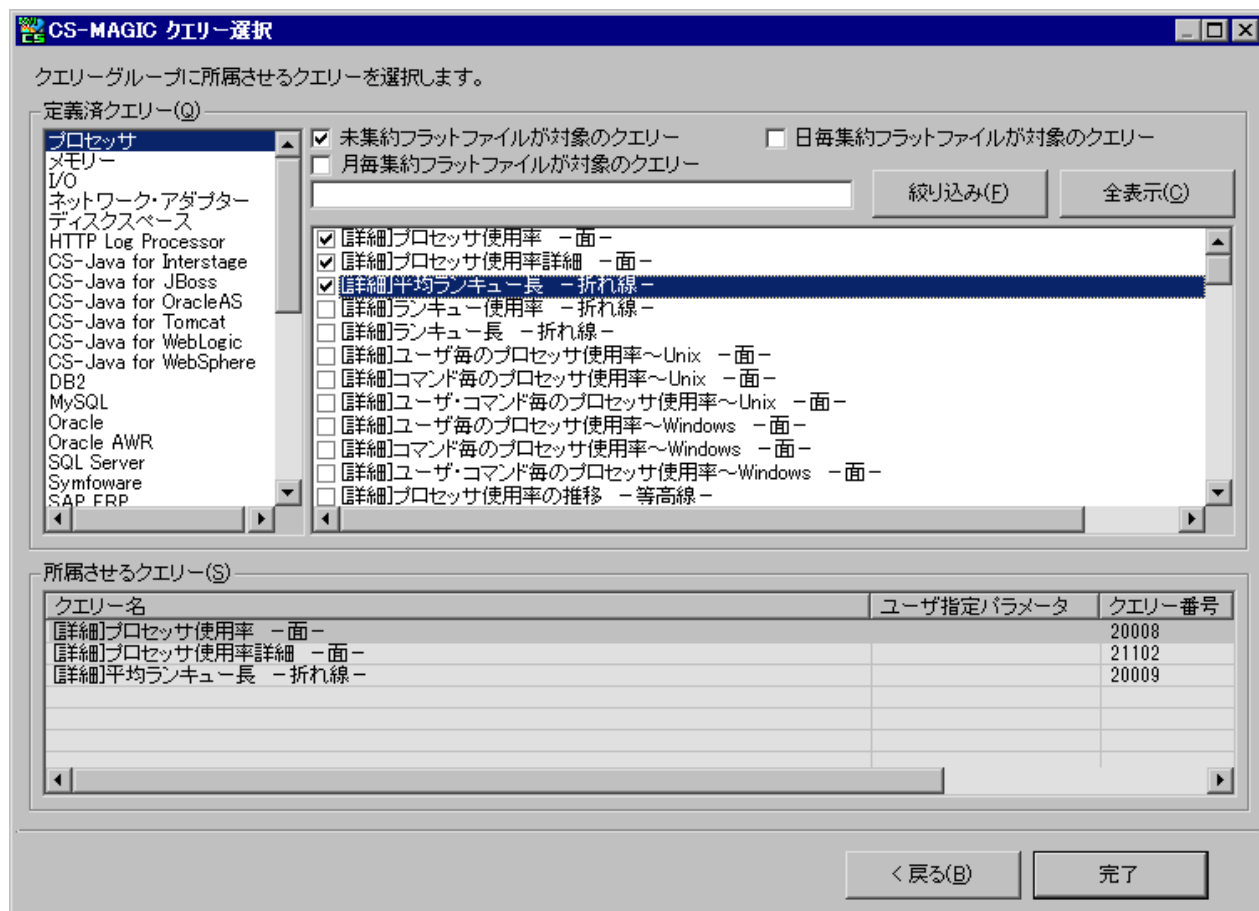 CS-MAGIC クエリー選択
クエリーグループに所属させるクエリーを選択します。
定義済クエリー(Q)
プロセッサ
メモリー
I/O
ネットワーク・アダプター
ディスクスペース
HTTP Log Processor
CS-Java for Interstage
CS-Java for JBoss
CS-Java for OracleAS
CS-Java for Tomcat
CS-Java for WebLogic
CS-Java for WebSphere
DB2
MySQL
Oracle
Oracle AWR
SQL Server
Symfoware
SAP ERP
未集約フラットファイルが対象のクエリー
日毎集約フラットファイルが対象のクエリー
月毎集約フラットファイルが対象のクエリー
絞り込み(F)
全表示(C)
[詳細]プロセッサ使用率 －面－
[詳細]プロセッサ使用率詳細 －面－
[詳細]平均ランキュー長 －折れ線－
[詳細]ランキュー使用率 －折れ線－
[詳細]ランキュー長 －折れ線－
[詳細]ユーザ毎のプロセッサ使用率～Unix －面－
[詳細]コマンド毎のプロセッサ使用率～Unix －面－
[詳細]ユーザ・コマンド毎のプロセッサ使用率～Unix －面－
[詳細]ユーザ毎のプロセッサ使用率～Windows －面－
[詳細]コマンド毎のプロセッサ使用率～Windows －面－
[詳細]ユーザ・コマンド毎のプロセッサ使用率～Windows －面－
[詳細]プロセッサ使用率の推移 －等高線－
所属させるクエリー(S)
クエリー名 ユーザ指定パラメータ クエリー番号
[詳細]プロセッサ使用率 －面－ 20008
[詳細]プロセッサ使用率詳細 －面－ 21102
[詳細]平均ランキュー長 －折れ線－ 20009
< 戻る(B)
完了